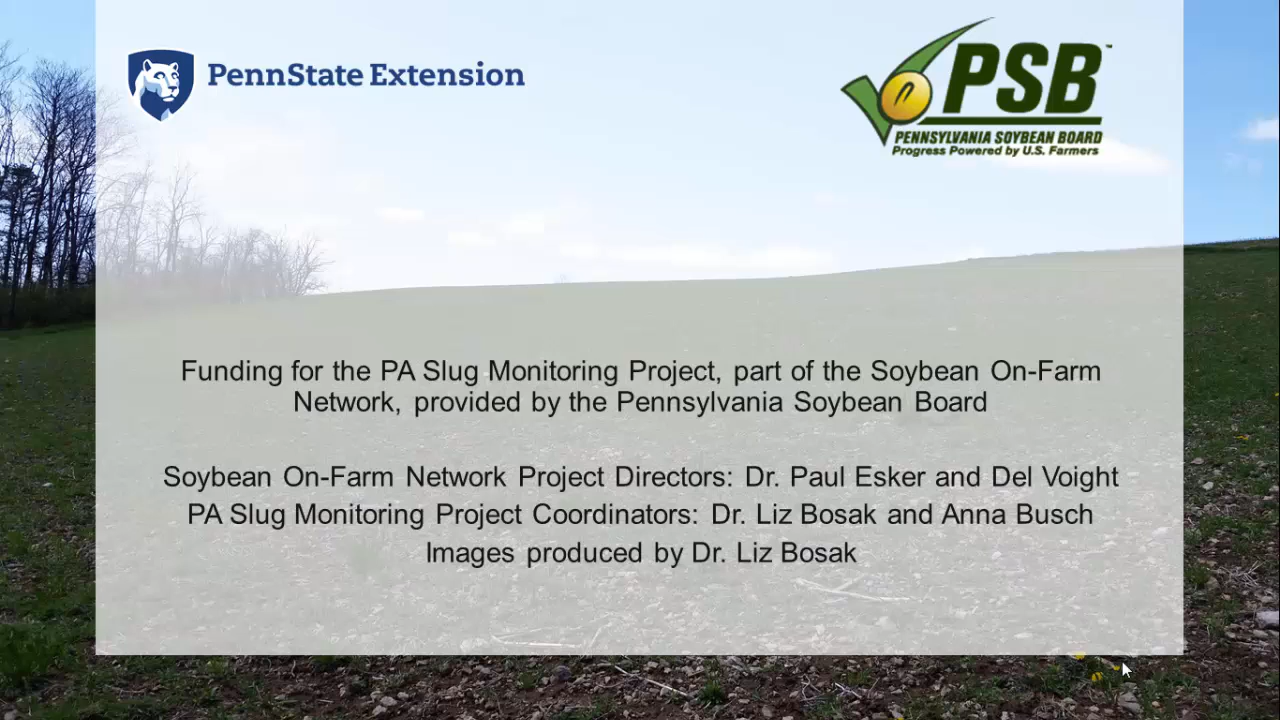 PennState Extension
PSB™
PENNSYLVANIA SOYBEAN BOARD
Progress Powered by U.S. Farmers
Funding for the PA Slug Monitoring Project, part of the Soybean On-Farm
Network, provided by the Pennsylvania Soybean Board
Soybean On-Farm Network Project Directors: Dr. Paul Esker and Del Voight
PA Slug Monitoring Project Coordinators: Dr. Liz Bosak and Anna Busch
Images produced by Dr. Liz Bosak